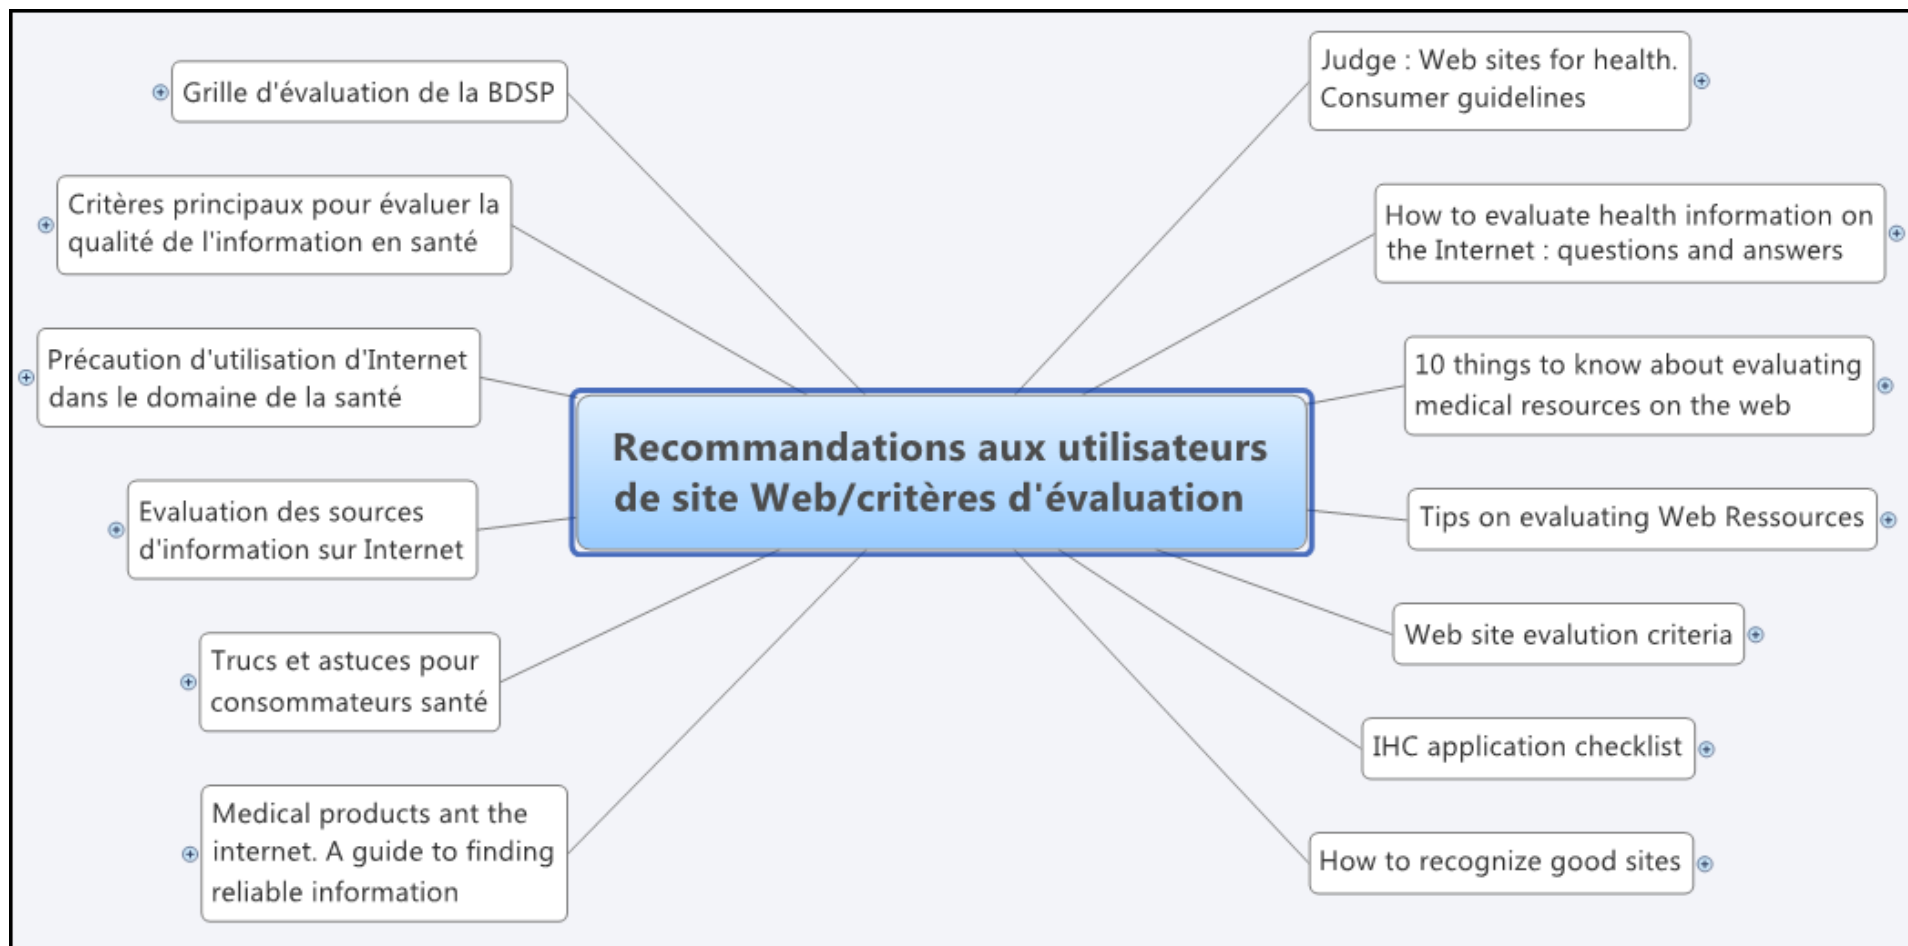 Grille d'évaluation de la BDSP
Critères principaux pour évaluer la
qualité de l'information en santé
Précaution d'utilisation d'Internet
dans le domaine de la santé
Evaluation des sources
d'information sur Internet
Trucs et astuces pour
consommateurs santé
Medical products ant the
internet. A guide to finding
reliable information
Recommandations aux utilisateurs
de site Web/critères d'évaluation
Judge : Web sites for health.
Consumer guidelines
How to evaluate health information on
the Internet : questions and answers
10 things to know about evaluating
medical resources on the web
Tips on evaluating Web Ressources
Web site evalution criteria
IHC application checklist
How to recognize good sites